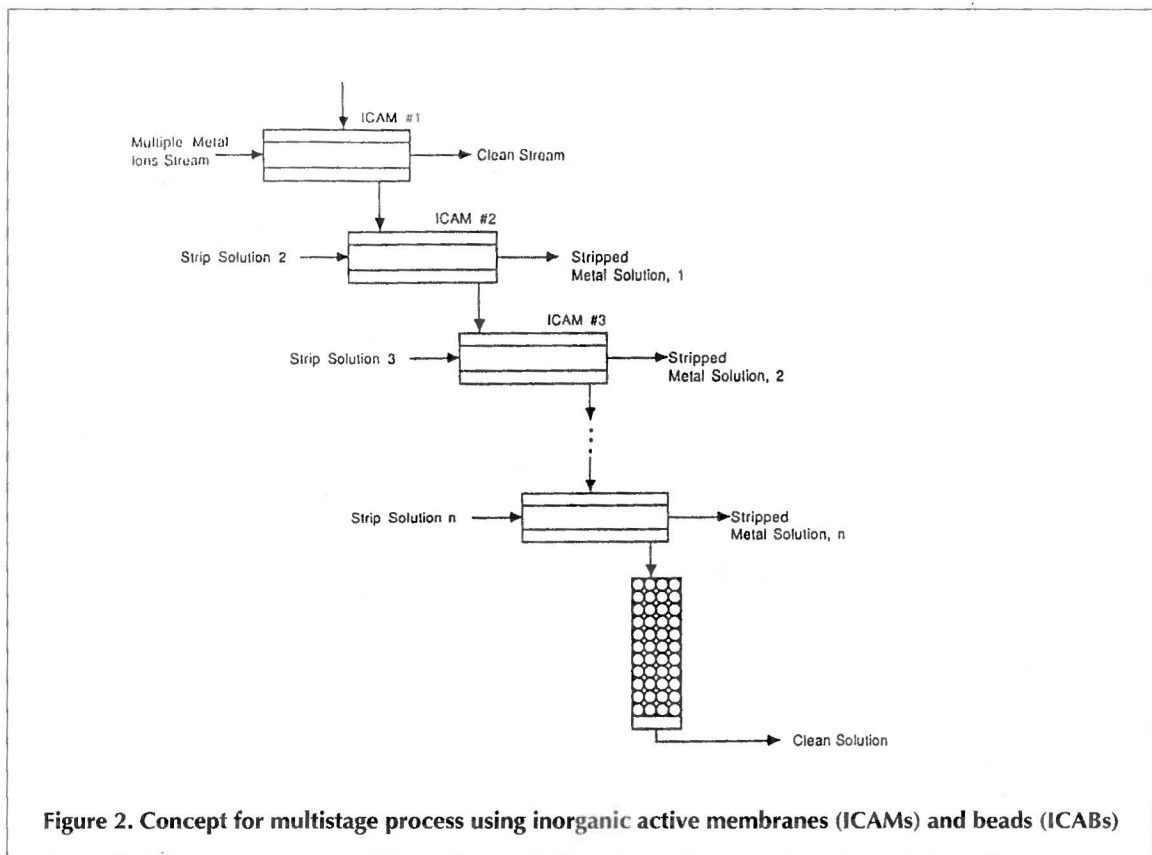 ICAM #1
Multiple Metal
Ions Stream
Clean Stream
ICAM #2
Strip Solution 2
Stripped
Metal Solution, 1
ICAM #3
Strip Solution 3
Stripped
Metal Solution, 2
Strip Solution n
Stripped
Metal Solution, n
Clean Solution
Figure 2. Concept for multistage process using inorganic active membranes (ICAMs) and beads (ICABs)